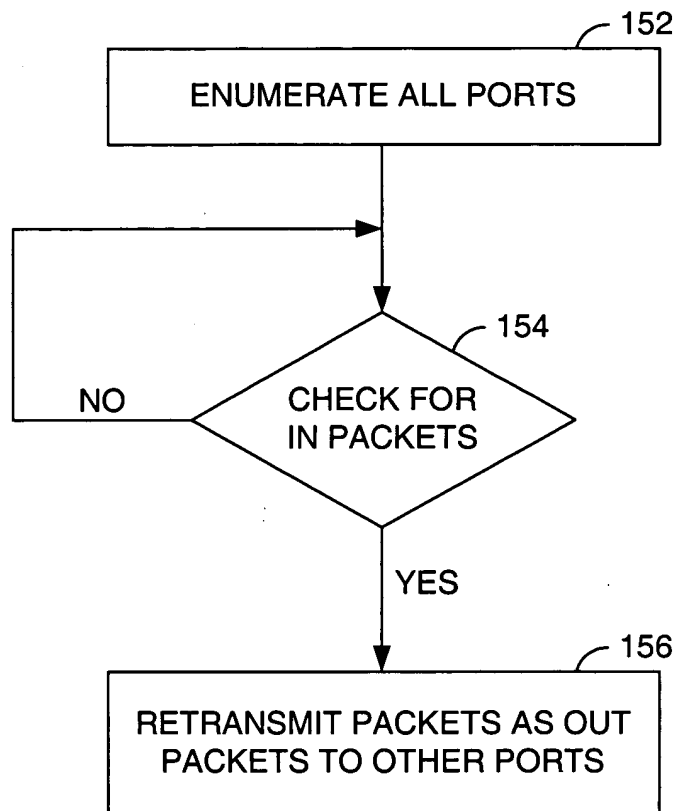 152
ENUMERATE ALL PORTS
154
CHECK FOR
IN PACKETS
NO
YES
156
RETRANSMIT PACKETS AS OUT
PACKETS TO OTHER PORTS